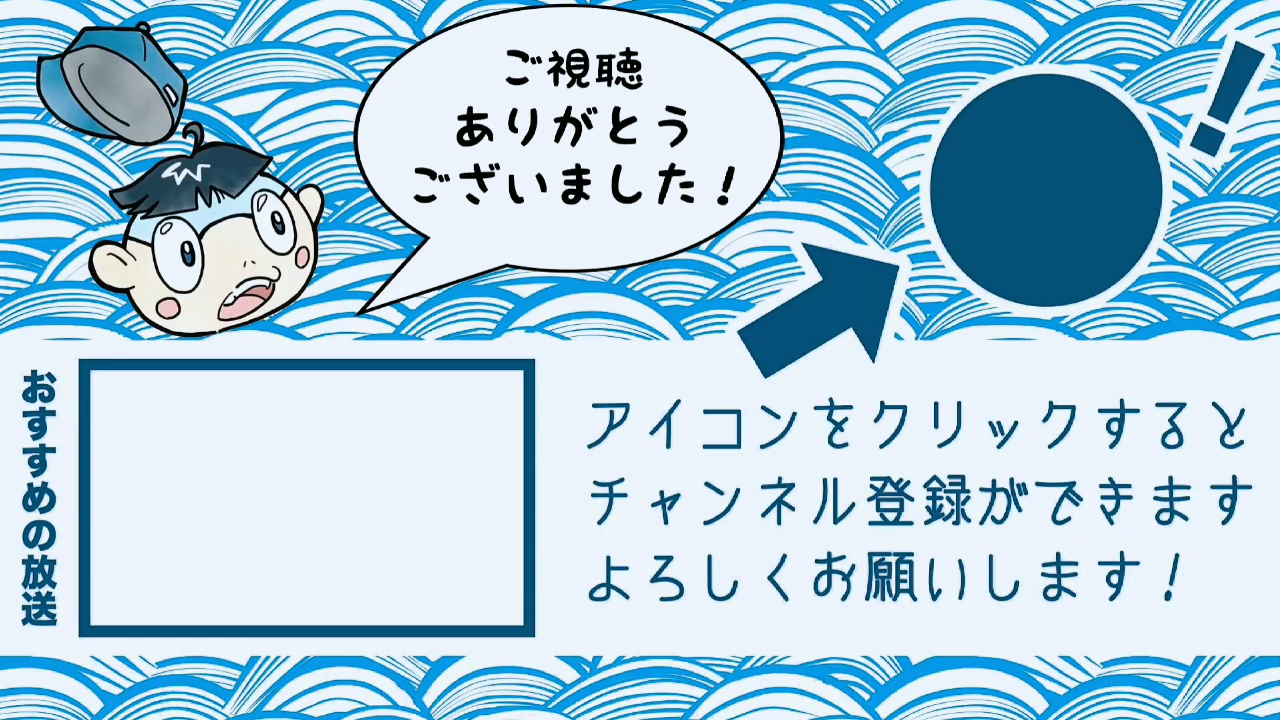 ご視聴
ありがとう
ございました！
おすすめの放送
アイコンをクリックすると
チャンネル登録ができます
よろしくお願いします！